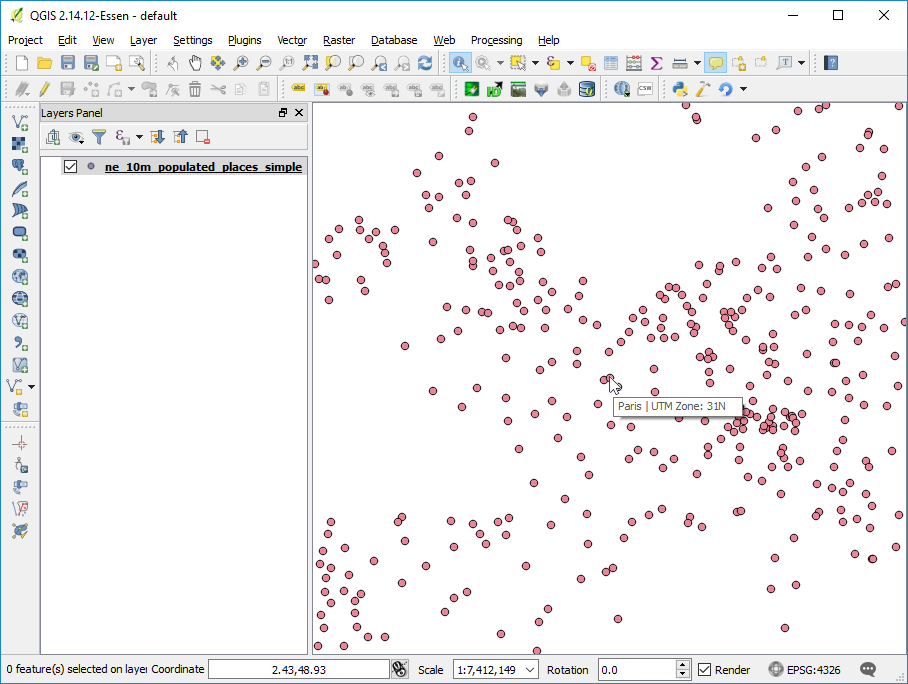 QGIS 2.14.12-Essen - default
Project Edit View Layer Settings Plugins Vector Raster Database Web Processing Help
CSW
Layers Panel
ne_10m_populated_places_simple
Paris | UTM Zone: 31N
0 feature(s) selected on laye Coordinate 2.43,48.93 Scale 1:7,412,149 Rotation 0.0 Render EPSG:4326